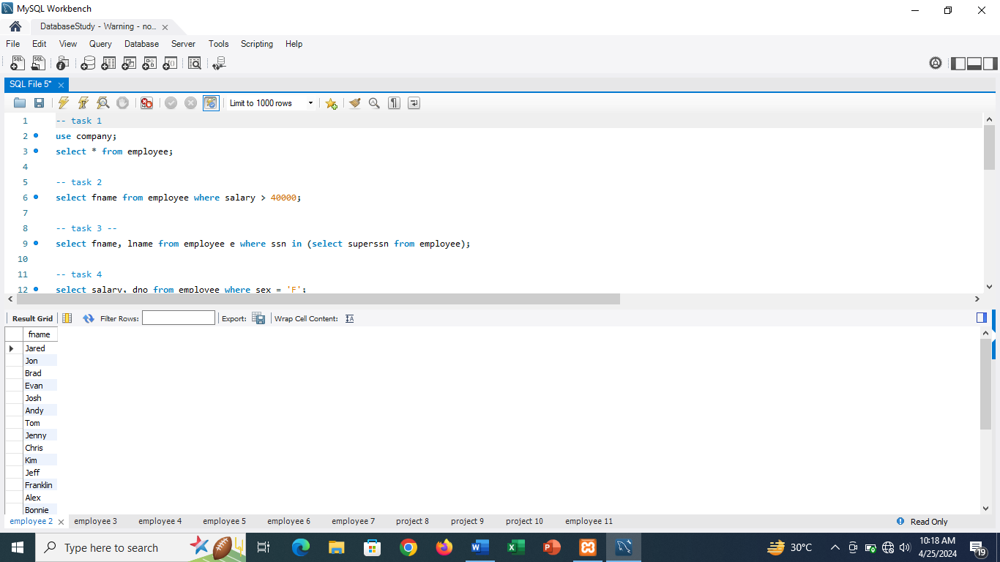 MySQL Workbench
DatabaseStudy - Warning - no...
File Edit View Query Database Server Tools Scripting Help
SQL File 5*
Limit to 1000 rows
1 -- task 1
2 use company;
3 select * from employee;
4
5 -- task 2
6 select fname from employee where salary > 40000;
7
8 -- task 3 --
9 select fname, lname from employee e where ssn in (select superssn from employee);
10
11 -- task 4
12 select salary, dno from employee where sex = 'F';
Result Grid Filter Rows: Export: Wrap Cell Content:
fname
Jared
Jon
Brad
Evan
Josh
Andy
Tom
Jenny
Chris
Kim
Jeff
Franklin
Alex
Bonnie
employee 2 employee 3 employee 4 employee 5 employee 6 employee 7 project 8 project 9 project 10 employee 11 Read Only
Type here to search 30°C 10:18 AM
4/25/2024 19